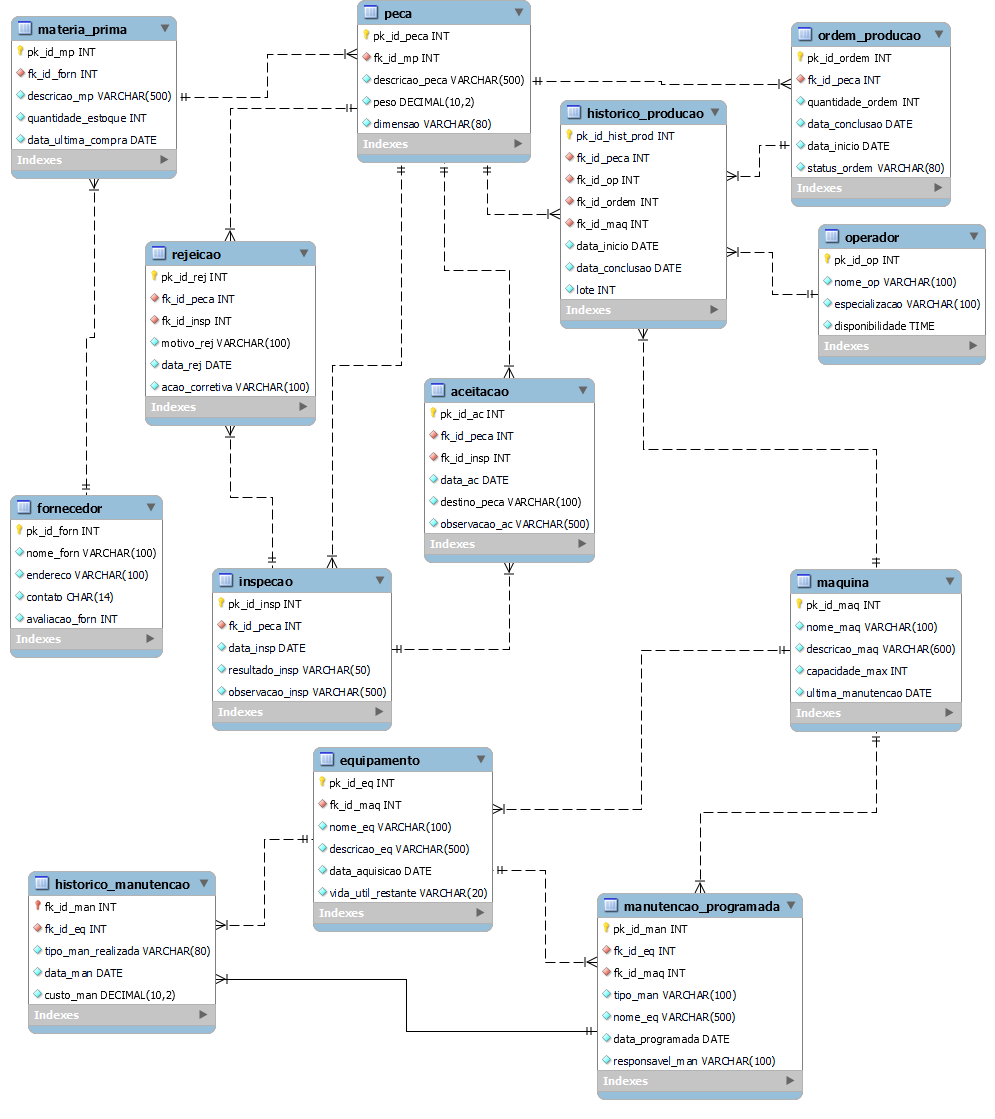 materia_prima
pk_id_mp INT
fk_id_forn INT
descricao_mp VARCHAR(500)
quantidade_estoque INT
data_ultima_compra DATE
Indexes
peca
pk_id_peca INT
fk_id_mp INT
descricao_peca VARCHAR(500)
peso DECIMAL(10,2)
dimensao VARCHAR(80)
Indexes
ordem_producao
pk_id_ordem INT
fk_id_peca INT
quantidade_ordem INT
data_conclusao DATE
data_inicio DATE
status_ordem VARCHAR(80)
Indexes
historico_producao
pk_id_hist_prod INT
fk_id_peca INT
fk_id_op INT
fk_id_ordem INT
fk_id_maq INT
data_inicio DATE
data_conclusao DATE
lote INT
Indexes
operador
pk_id_op INT
nome_op VARCHAR(100)
especializacao VARCHAR(100)
disponibilidade TIME
Indexes
rejeicao
pk_id_rej INT
fk_id_peca INT
fk_id_insp INT
motivo_rej VARCHAR(100)
data_rej DATE
acao_corretiva VARCHAR(100)
Indexes
aceitacao
pk_id_ac INT
fk_id_peca INT
fk_id_insp INT
data_ac DATE
destino_peca VARCHAR(100)
observacao_ac VARCHAR(500)
Indexes
fornecedor
pk_id_forn INT
nome_forn VARCHAR(100)
endereco VARCHAR(100)
contato CHAR(14)
avaliacao_forn INT
Indexes
inspecao
pk_id_insp INT
fk_id_peca INT
data_insp DATE
resultado_insp VARCHAR(50)
observacao_insp VARCHAR(500)
Indexes
maquina
pk_id_maq INT
nome_maq VARCHAR(100)
descricao_maq VARCHAR(600)
capacidade_max INT
ultima_manutencao DATE
Indexes
equipamento
pk_id_eq INT
fk_id_maq INT
nome_eq VARCHAR(100)
descricao_eq VARCHAR(500)
data_aquisicao DATE
vida_util_restante VARCHAR(20)
Indexes
historico_manutencao
fk_id_man INT
fk_id_eq INT
tipo_man_realizada VARCHAR(80)
data_man DATE
custo_man DECIMAL(10,2)
Indexes
manutencao_programada
pk_id_man INT
fk_id_eq INT
fk_id_maq INT
tipo_man VARCHAR(100)
nome_eq VARCHAR(500)
data_programada DATE
responsavel_man VARCHAR(100)
Indexes